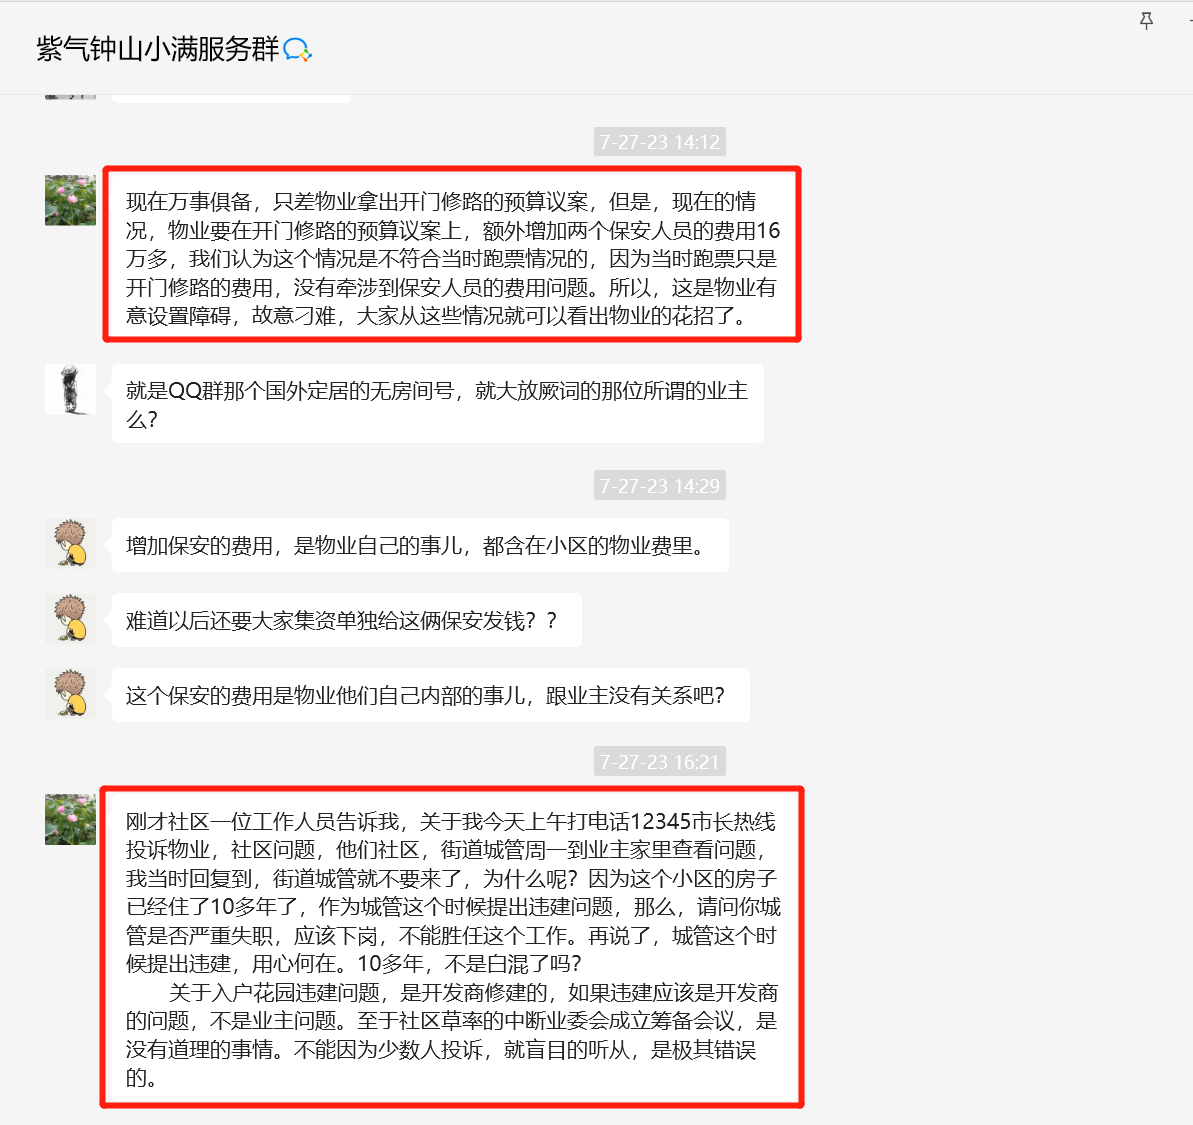 紫气钟山小满服务群
7-27-23 14:12
现在万事俱备，只差物业拿出开门修路的预算议案，但是，现在的情
况，物业要在开门修路的预算议案上，额外增加两个保安人员的费用16
万多，我们认为这个情况是不符合当时跑票情况的，因为当时跑票只是
开门修路的费用，没有牵涉到保安人员的费用问题。所以，这是物业有
意设置障碍，故意刁难，大家从这些情况就可以看出物业的花招了。
就是QQ群那个国外定居的无房间号，就大放厥词的那位所谓的业主
么？
7-27-23 14:29
增加保安的费用，是物业自己的事儿，都含在小区的物业费里。
难道以后还要大家集资单独给这俩保安发钱？？
这个保安的费用是物业他们自己内部的事儿，跟业主没有关系吧？
7-27-23 16:21
刚才社区一位工作人员告诉我，关于我今天上午打电话12345市长热线
投诉物业，社区问题，他们社区，街道城管周一到业主家里查看问题，
我当时回复到，街道城管就不要来了，为什么呢？因为这个小区的房子
已经住了10多年了，作为城管这个时候提出违建问题，那么，请问你城
管是否严重失职，应该下岗，不能胜任这个工作。再说了，城管这个时
候提出违建，用心何在。10多年，不是白混了吗？
关于入户花园违建问题，是开发商修建的，如果违建应该是开发商
的问题，不是业主问题。至于社区草率的中断业委会成立筹备会议，是
没有道理的事情。不能因为少数人投诉，就盲目的听从，是极其错误
的。